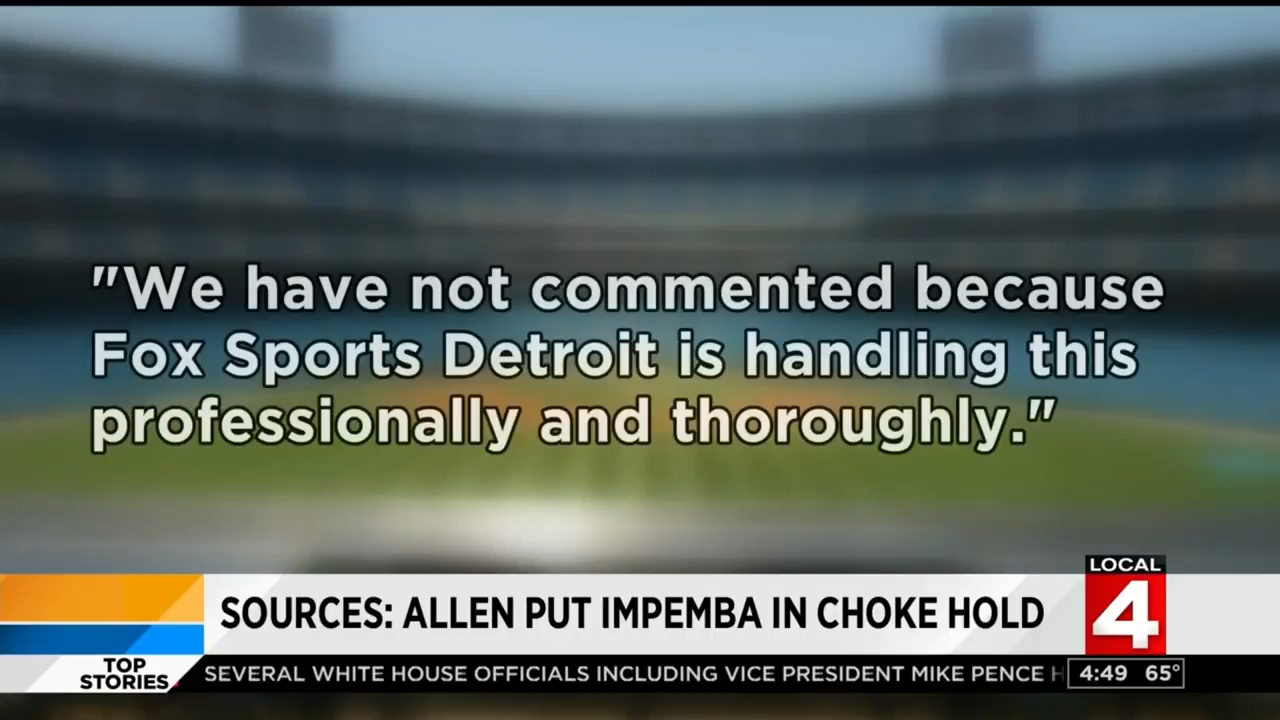 "We have not commented because
Fox Sports Detroit is handling this
professionally and thoroughly."
LOCAL
4
SOURCES: ALLEN PUT IMPEMBA IN CHOKE HOLD
TOP
STORIES
SEVERAL WHITE HOUSE OFFICIALS INCLUDING VICE PRESIDENT MIKE PENCE
4:49 65°